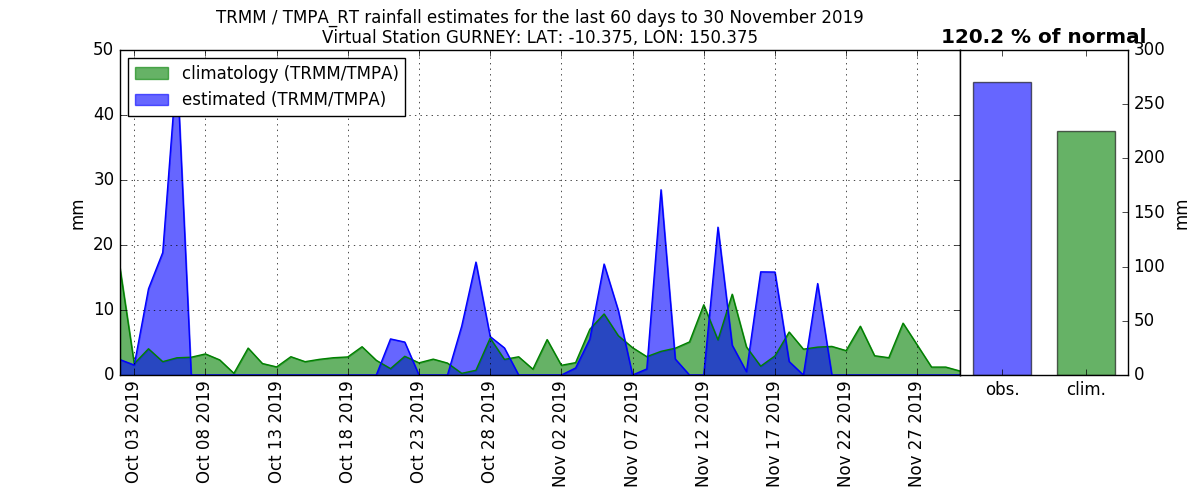 TRMM / TMPA_RT rainfall estimates for the last 60 days to 30 November 2019
Virtual Station GURNEY: LAT: -10.375, LON: 150.375
120.2 % of normal
climatology (TRMM/TMPA)
estimated (TRMM/TMPA)
mm
50
40
30
20
10
0
Oct 03 2019
Oct 08 2019
Oct 13 2019
Oct 18 2019
Oct 23 2019
Oct 28 2019
Nov 02 2019
Nov 07 2019
Nov 12 2019
Nov 17 2019
Nov 22 2019
Nov 27 2019
obs.
clim.
300
250
200
150
100
50
0
mm